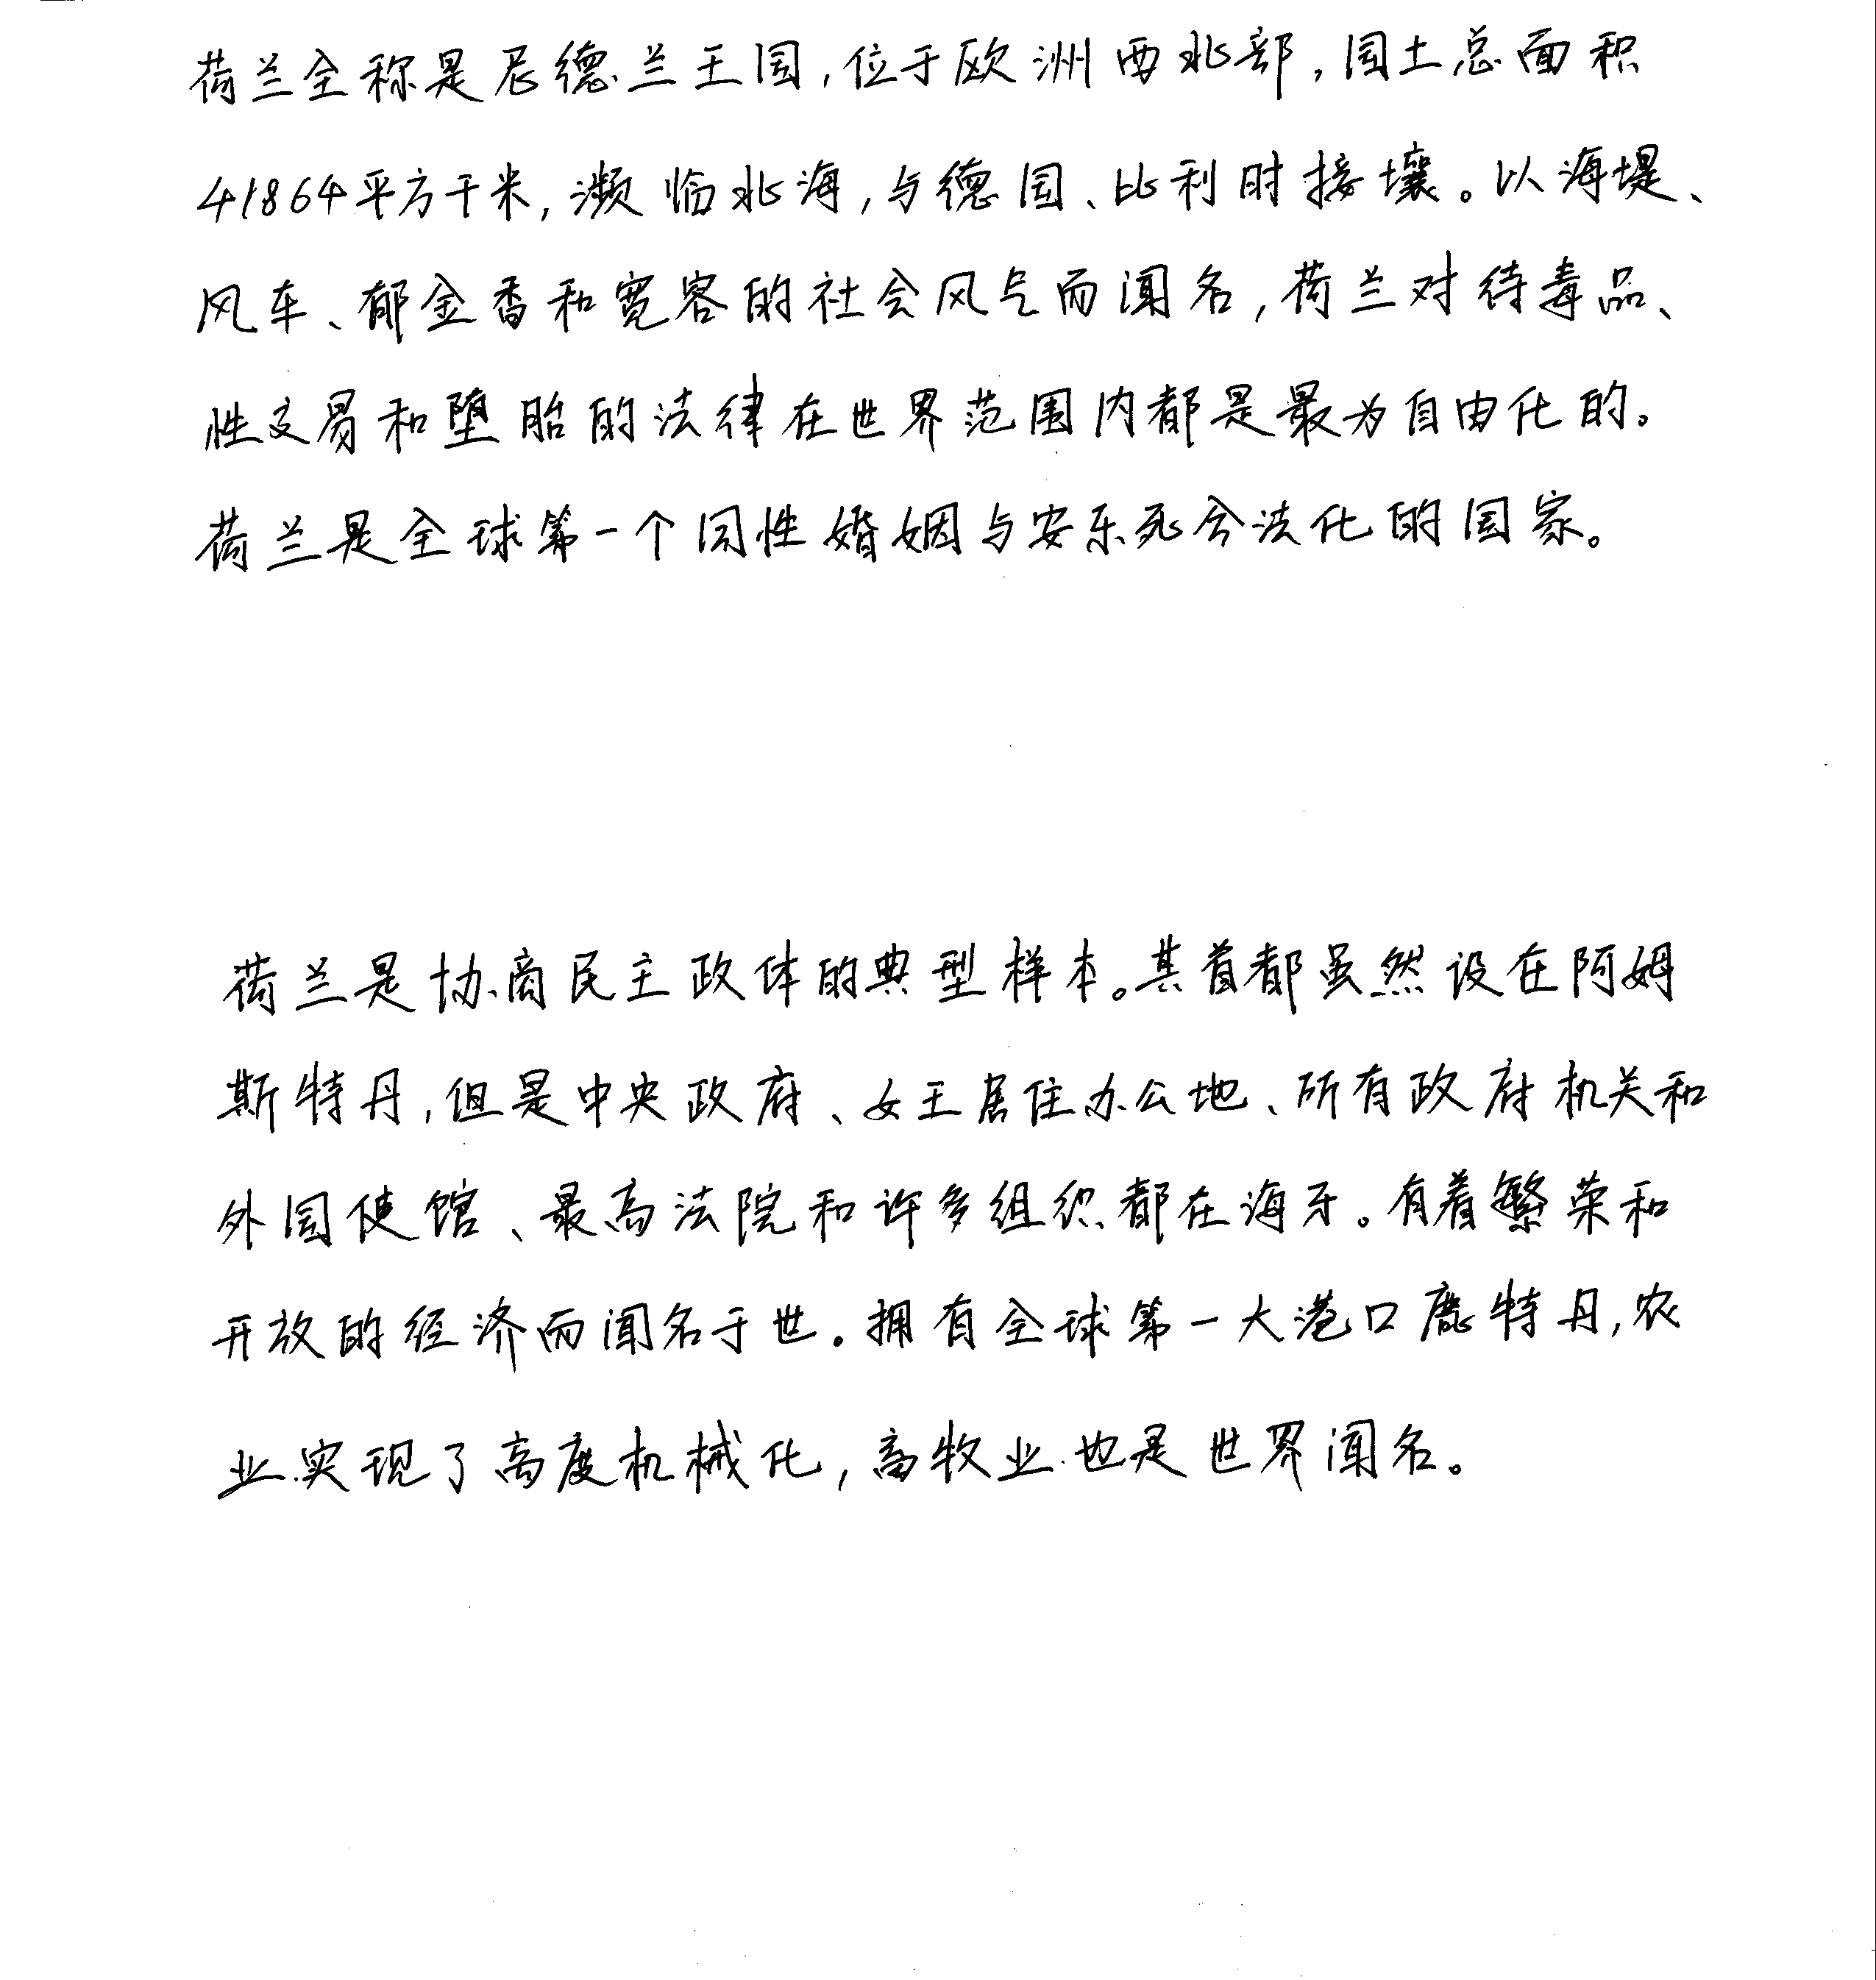 荷兰全称是尼德兰王国,位于欧洲西北部,国土总面积
41864平方千米,濒临北海,与德国、比利时接壤。以海堤、
风车、郁金香和宽容的社会风气而闻名,荷兰对待毒品、
性交易和堕胎的法律在世界范围内都是最为自由化的。
荷兰是全球第一个同性婚姻与安乐死合法化的国家。
荷兰是协商民主政体的典型样本。其首都虽然设在阿姆
斯特丹,但是中央政府、女王居住办公地、所有政府机关和
外国使馆、最高法院和许多组织都在海牙。有着繁荣和
开放的经济而闻名于世。拥有全球第一大港口鹿特丹,农
业实现了高度机械化,畜牧业也是世界闻名。